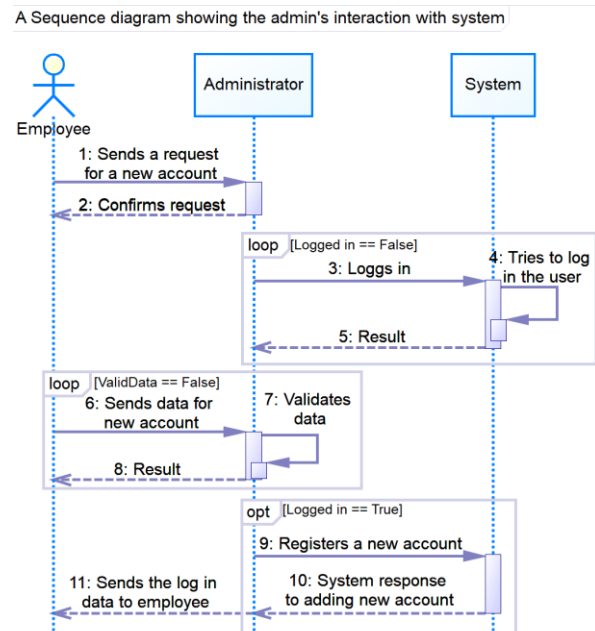 A Sequence diagram showing the admin's interaction with system
Administrator
System
Employee
1: Sends a request
for a new account
2: Confirms request
loop
[Logged in == False]
3: Loggs in
4: Tries to log
in the user
5: Result
loop
[ValidData == False]
6: Sends data for
new account
7: Validates
data
8: Result
opt
[Logged in == True]
9: Registers a new account
10: System response
to adding new account
11: Sends the log in
data to employee